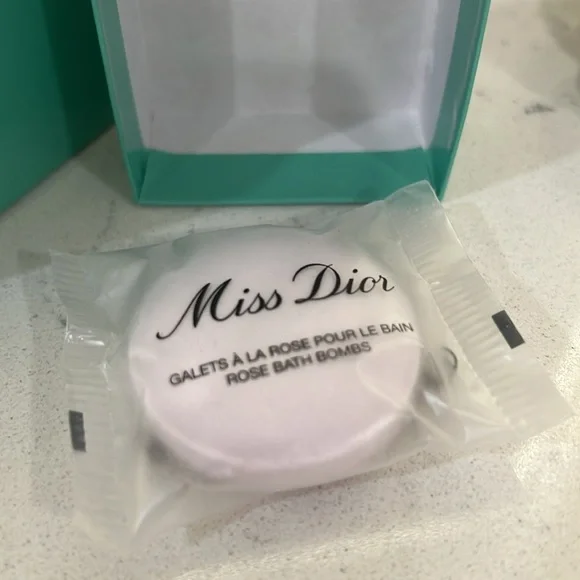 Miss Dior
GALETS À LA ROSE POUR LE BAIN
ROSE BATH BOMBS